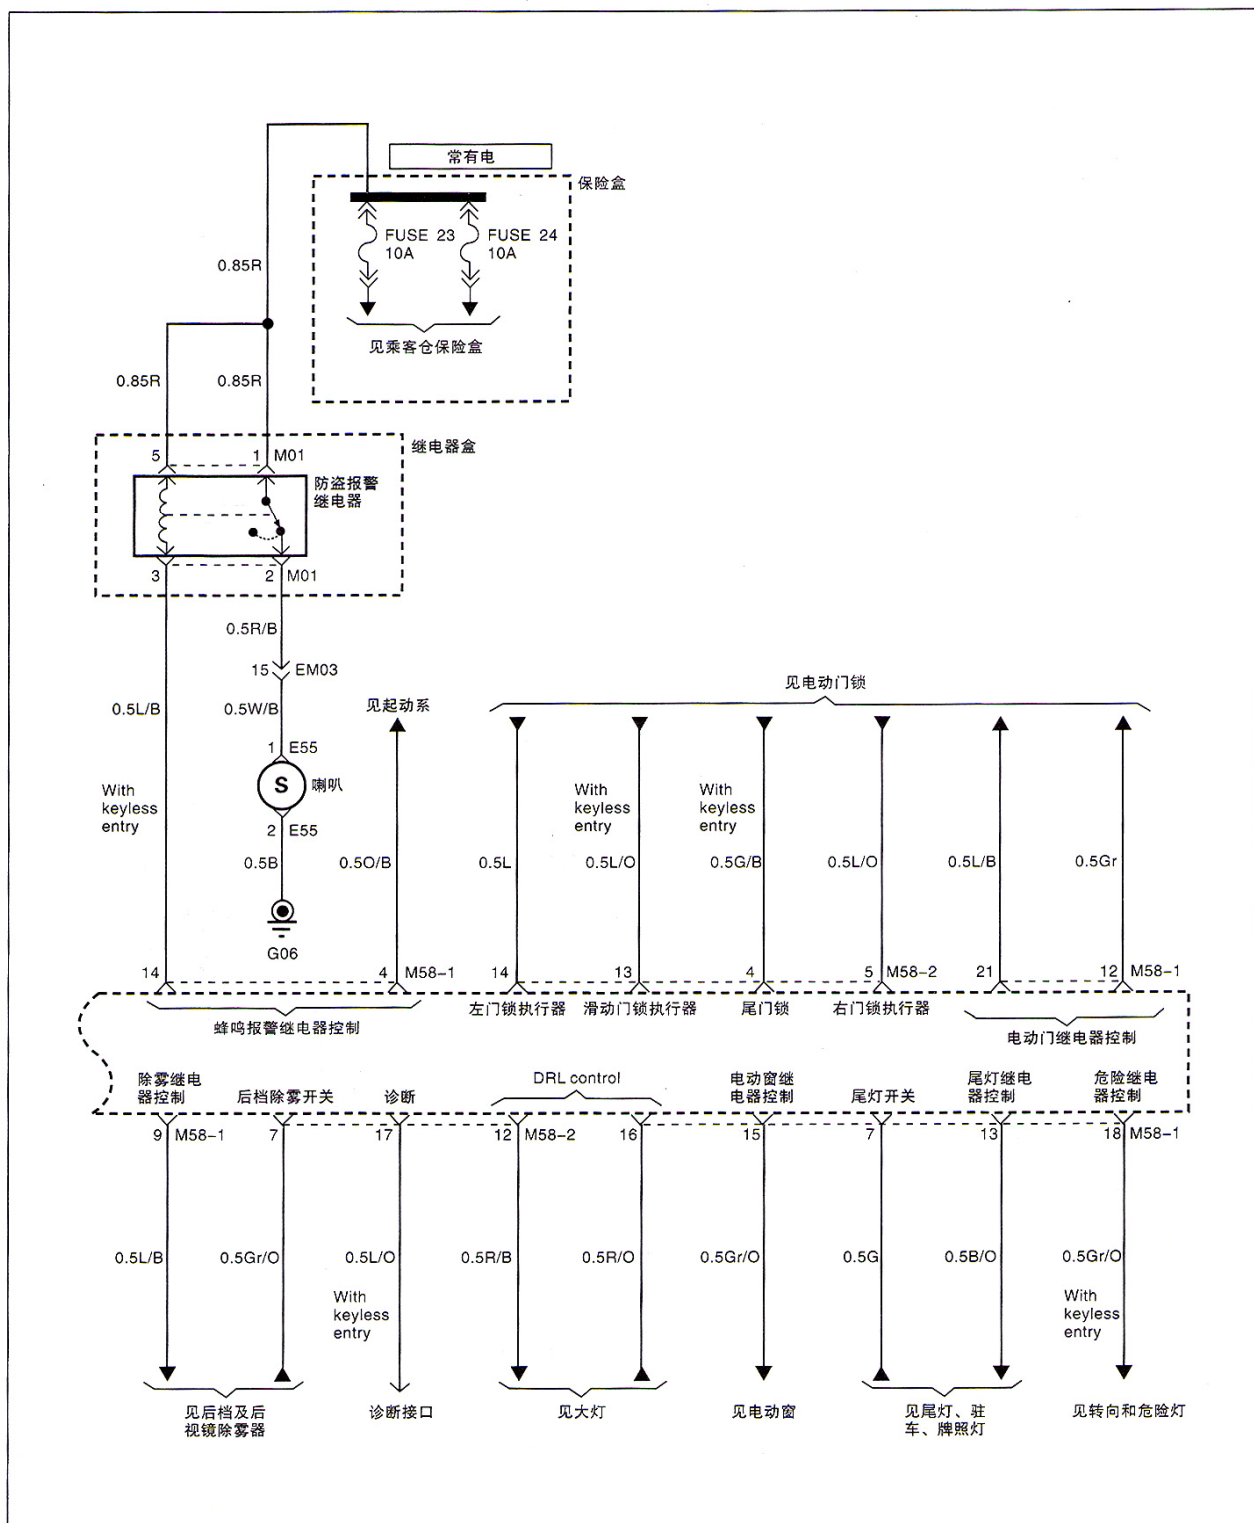 常有电
保险盒
FUSE 23
10A
FUSE 24
10A
0.85R
见乘客仓保险盒
0.85R
0.85R
继电器盒
5
1
M01
防盗报警
继电器
3
2
M01
0.5R/B
15
EM03
0.5L/B
0.5W/B
见起动系
见电动门锁
1
E55
S
喇叭
With
keyless
entry
With
keyless
entry
With
keyless
entry
2
E55
0.5B
0.5O/B
0.5L
0.5L/O
0.5G/B
0.5L/O
0.5L/B
0.5Gr
G06
14
4
M58-1
14
13
4
5
M58-2
21
12
M58-1
蜂鸣报警继电器控制
左门锁执行器
滑动门锁执行器
尾门锁
右门锁执行器
电动门继电器控制
除雾继电
器控制
后档除雾开关
诊断
DRL control
电动窗继
电器控制
尾灯开关
尾灯继电
器控制
危险继电
器控制
9
M58-1
7
17
12
M58-2
16
15
7
13
18
M58-1
0.5L/B
0.5Gr/O
0.5L/O
0.5R/B
0.5R/O
0.5Gr/O
0.5G
0.5B/O
0.5Gr/O
With
keyless
entry
With
keyless
entry
见后档及后
视镜除雾器
诊断接口
见大灯
见电动窗
见尾灯、驻
车、牌照灯
见转向和危险灯